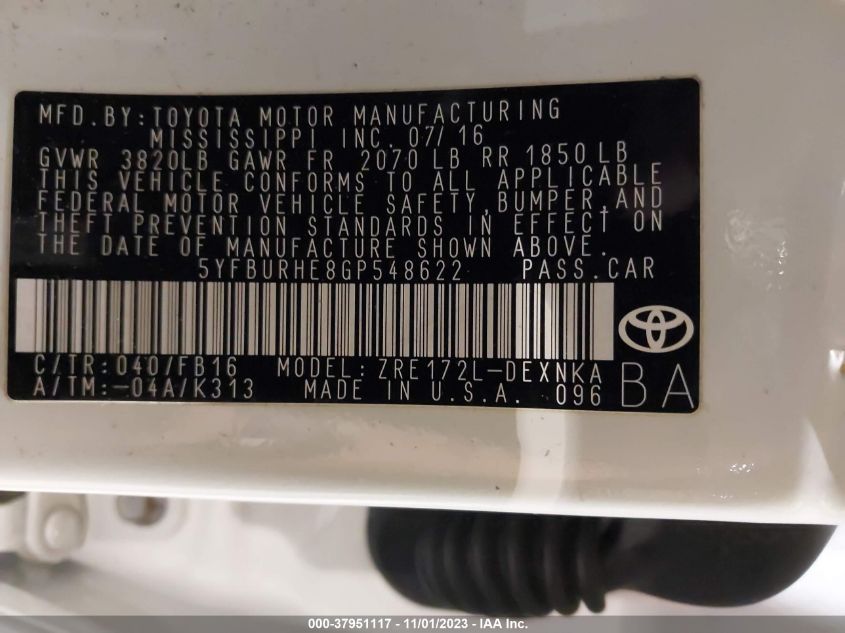 MFD.BY:TOYOTA MOTOR MANUFACTURING
MISSISSIPPI INC. 07/16
GVWR 3820LB GAWR FR 2070 LB RR 1850 LB
THIS VEHICLE CONFORMS TO ALL APPLICABLE
FEDERAL MOTOR VEHICLE SAFETY, BUMPER, AND
THEFT PREVENTION STANDARDS IN EFFECT ON
THE DATE OF MANUFACTURE SHOWN ABOVE.
5YFBURHE8GP548622 PASS.CAR
C/TR:040/FB16 MODEL:ZRE172L-DEXNKA
A/TM:-04A/K313 MADE IN U.S.A. 096 BA
000-37951117 - 11/01/2023 - IAA Inc.